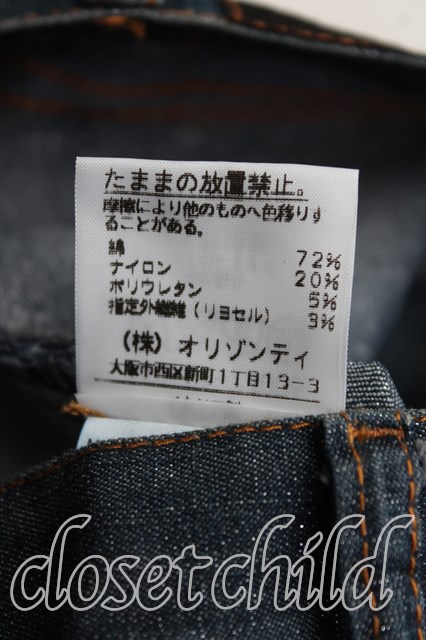 たままの放置禁止。
摩擦により他のものへ色移りす
ることがある。
綿 72%
ナイロン 20%
ポリウレタン 5%
指定外繊維(リヨセル) 3%
(株)オリゾンティ
大阪市西区新町1丁目13-3
closet child